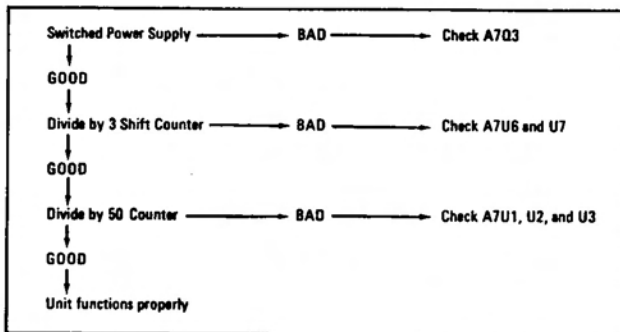 Switched Power Supply BAD Check A7Q3
GOOD
Divide by 3 Shift Counter BAD Check A7U6 and U7
GOOD
Divide by 50 Counter BAD Check A7U1, U2, and U3
GOOD
Unit functions properly